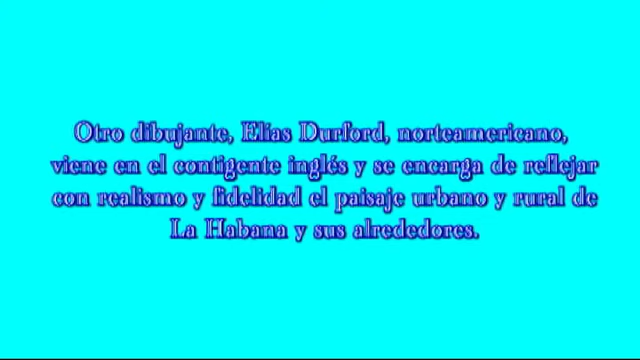 Otro dibujante, Elías Durford, norteamericano,
viene en el contigente inglés y se encarga de reflejar
con realismo y fidelidad el paisaje urbano y rural de
La Habana y sus alrededores.